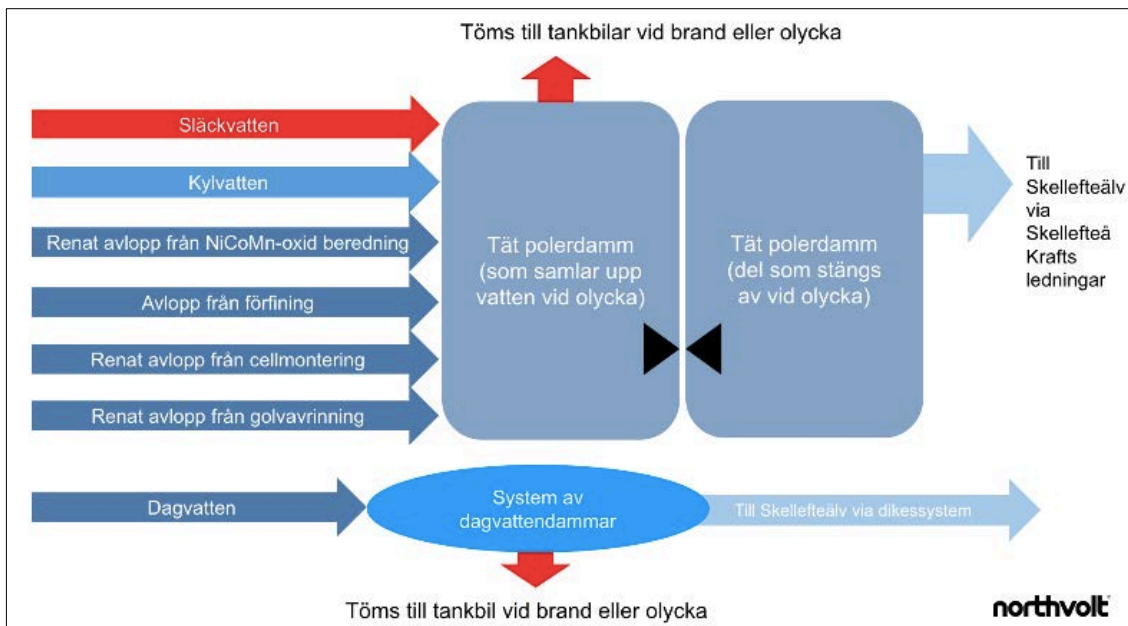 Töms till tankbilar vid brand eller olycka
Släckvatten
Kylvatten
Renat avlopp från NiCoMn-oxid beredning
Avlopp från förfining
Renat avlopp från cellmontering
Renat avlopp från golvavrinning
Tät polerdamm
(som samlar upp
vatten vid olycka)
Tät polerdamm
(del som stängs
av vid olycka)
Till
Skellefteälv
via
Skellefteå
Krafts
ledningar
Dagvatten
System av
dagvattendammar
Till Skellefteälv via dikessystem
Töms till tankbil vid brand eller olycka
northvolt